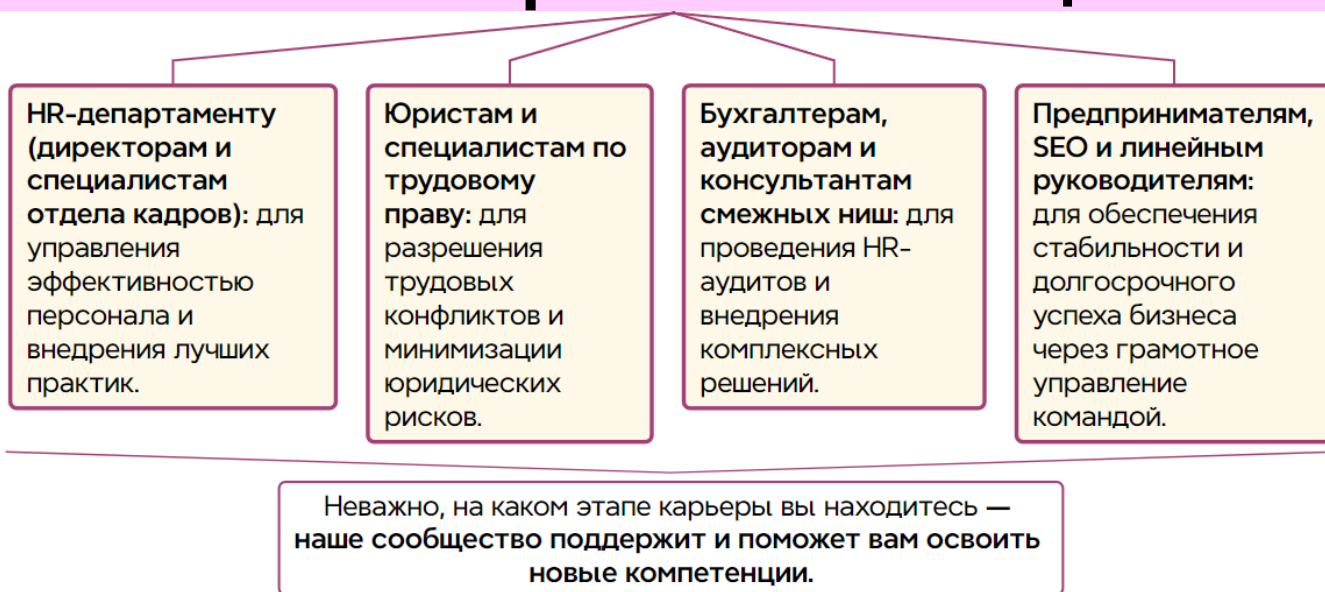 HR-департаменту
(директорам и
специалистам
отдела кадров): для
управления
эффективностью
персонала и
внедрения лучших
практик.
Юристам и
специалистам по
трудовому
праву: для
разрешения
трудовых
конфликтов и
минимизации
юридических
рисков.
Бухгалтерам,
аудиторам и
консультантам
смежных ниш: для
проведения HR-
аудитов и
внедрения
комплексных
решений.
Предпринимателям,
SEO и линейным
руководителям:
для обеспечения
стабильности и
долгосрочного
успеха бизнеса
через грамотное
управление
командой.
Неважно, на каком этапе карьеры вы находитесь —
наше сообщество поддержит и поможет вам освоить
новые компетенции.